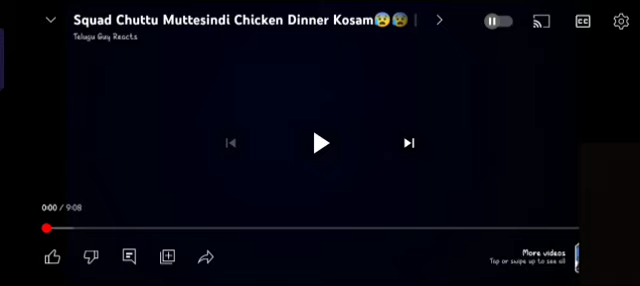 Squad Chuttu Muttesindi Chicken Dinner Kosam😰😰 |
Telugu Guy Reacts
CC
0:00 / 9:08
More videos
Tap or swipe up to see all